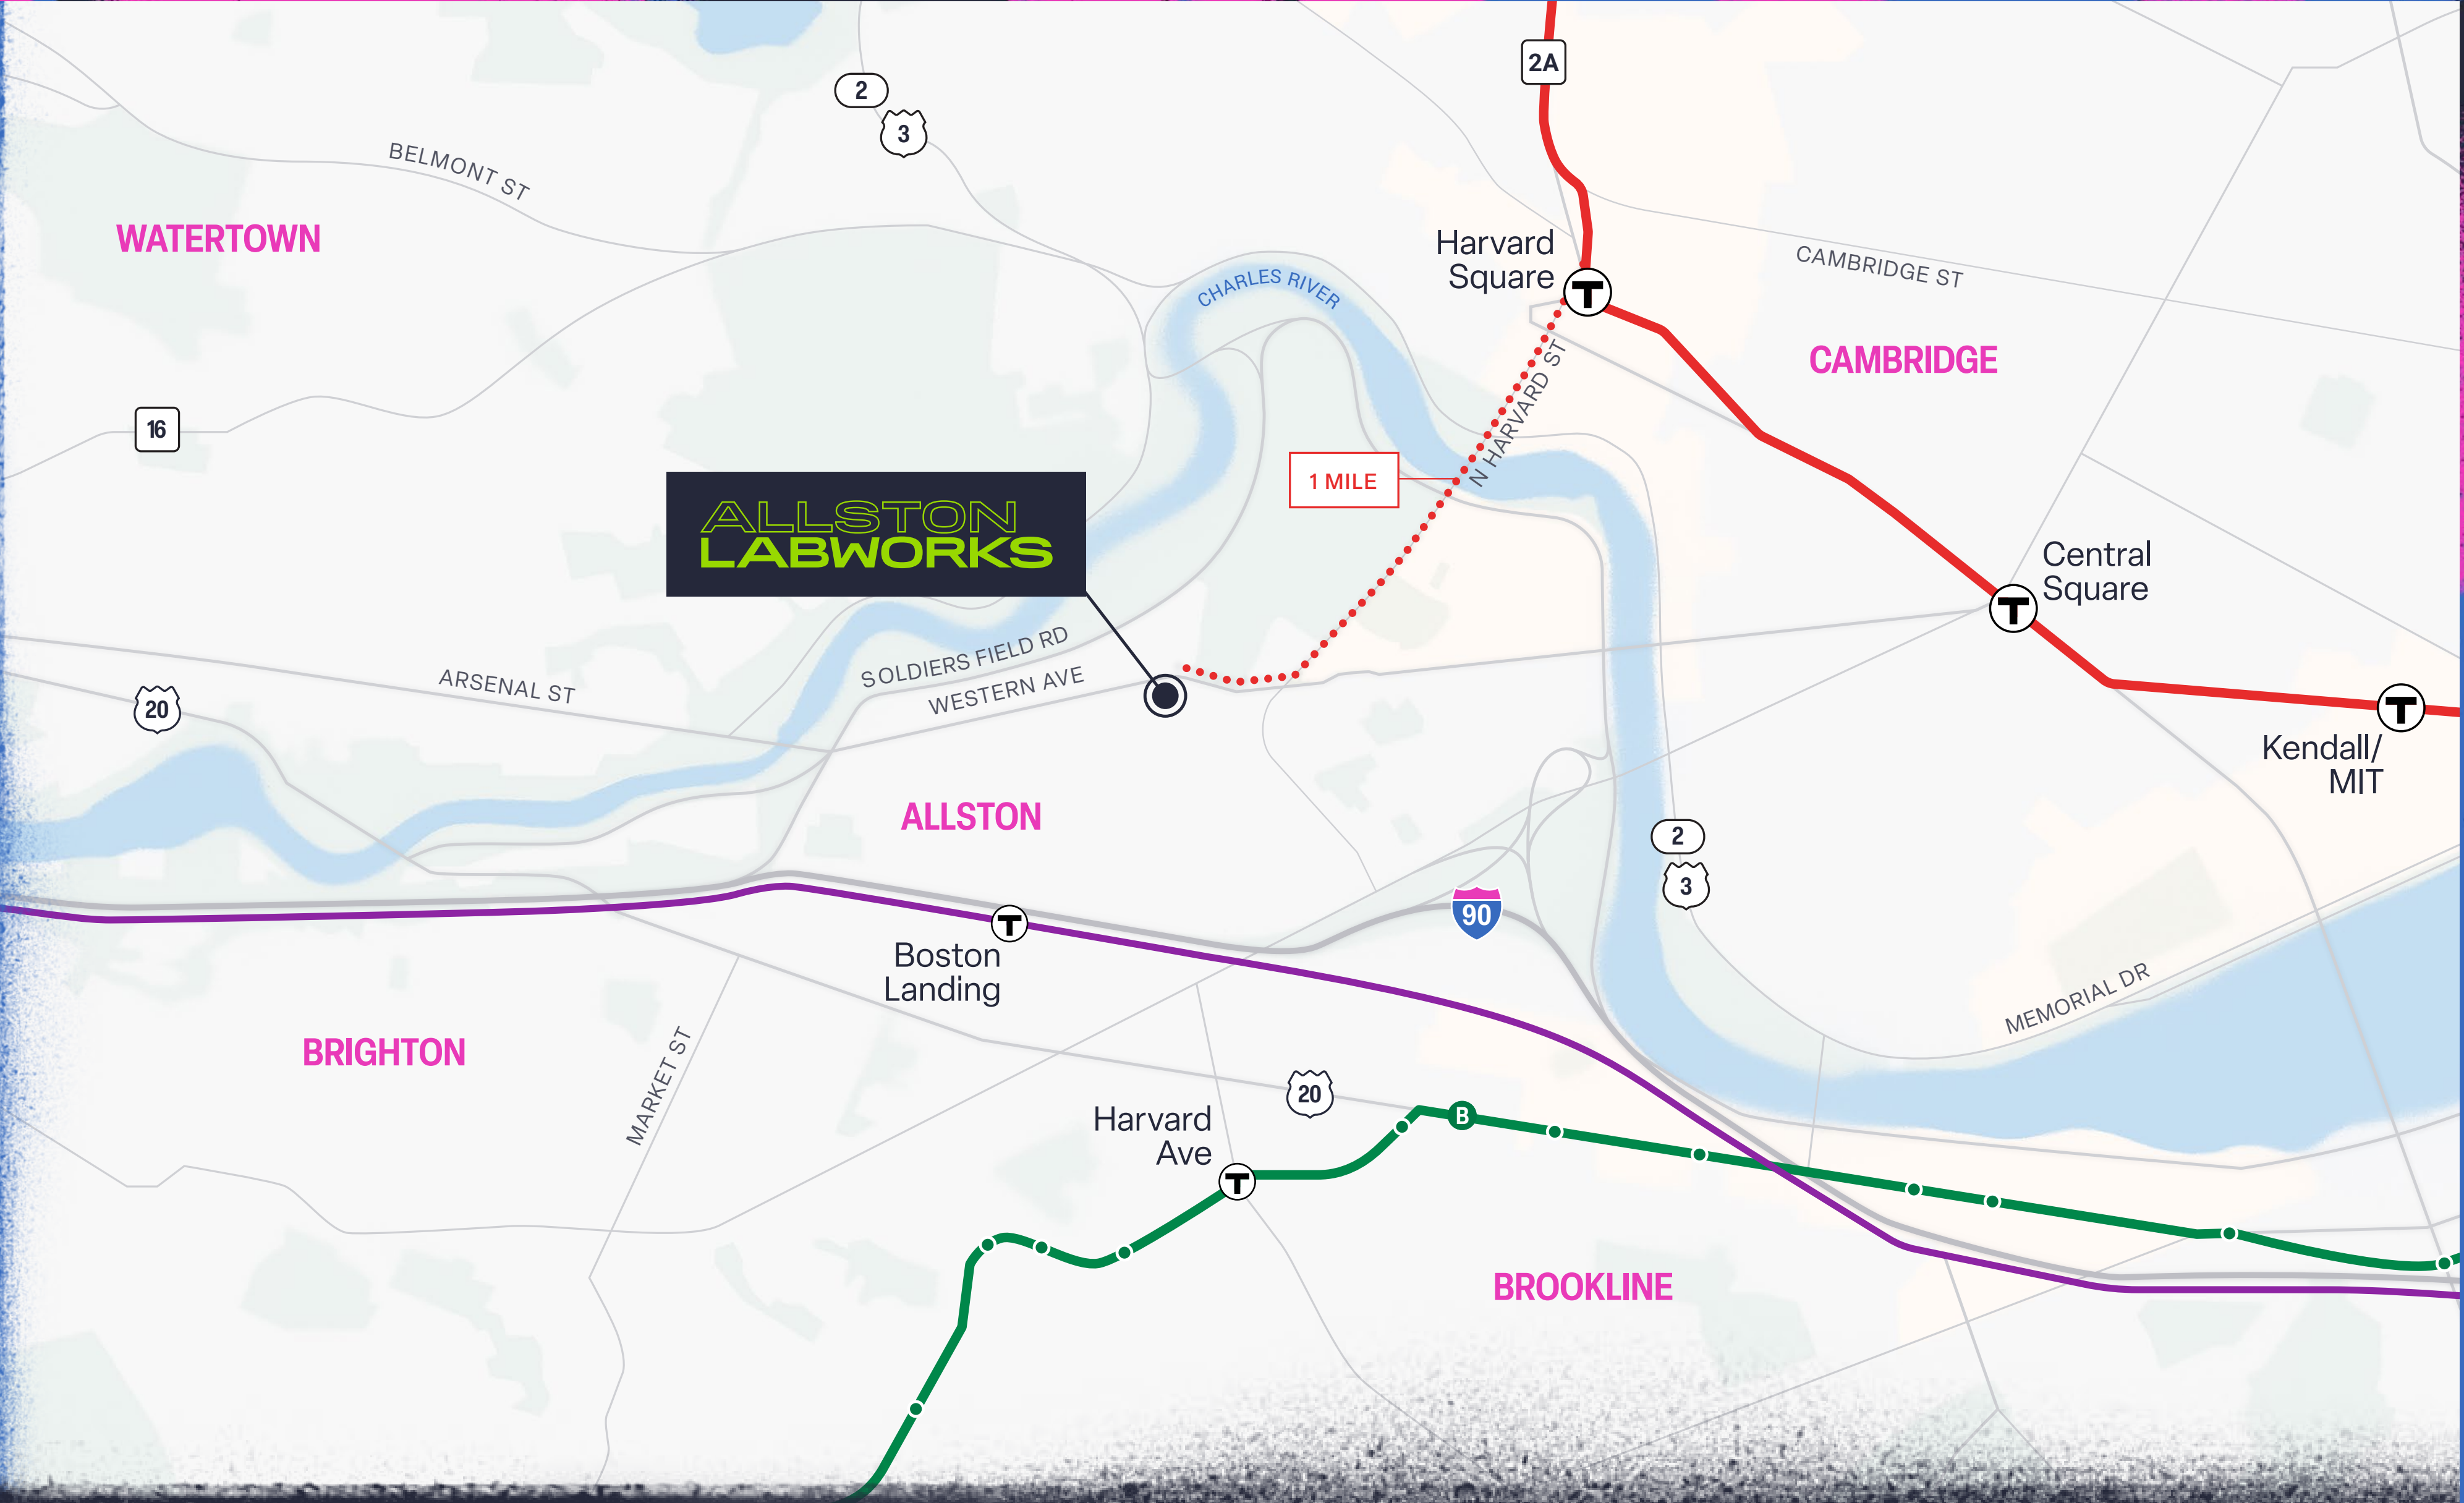 2A
2
3
BELMONT ST
WATERTOWN
Harvard
Square
CAMBRIDGE ST
CHARLES RIVER
CAMBRIDGE
N HARVARD ST
16
1 MILE
ALLSTON
LABWORKS
Central
Square
SOLDIERS FIELD RD
WESTERN AVE
ARSENAL ST
20
T
T
T
Kendall/
MIT
ALLSTON
2
3
90
T
Boston
Landing
MEMORIAL DR
BRIGHTON
MARKET ST
20
B
Harvard
Ave
T
BROOKLINE